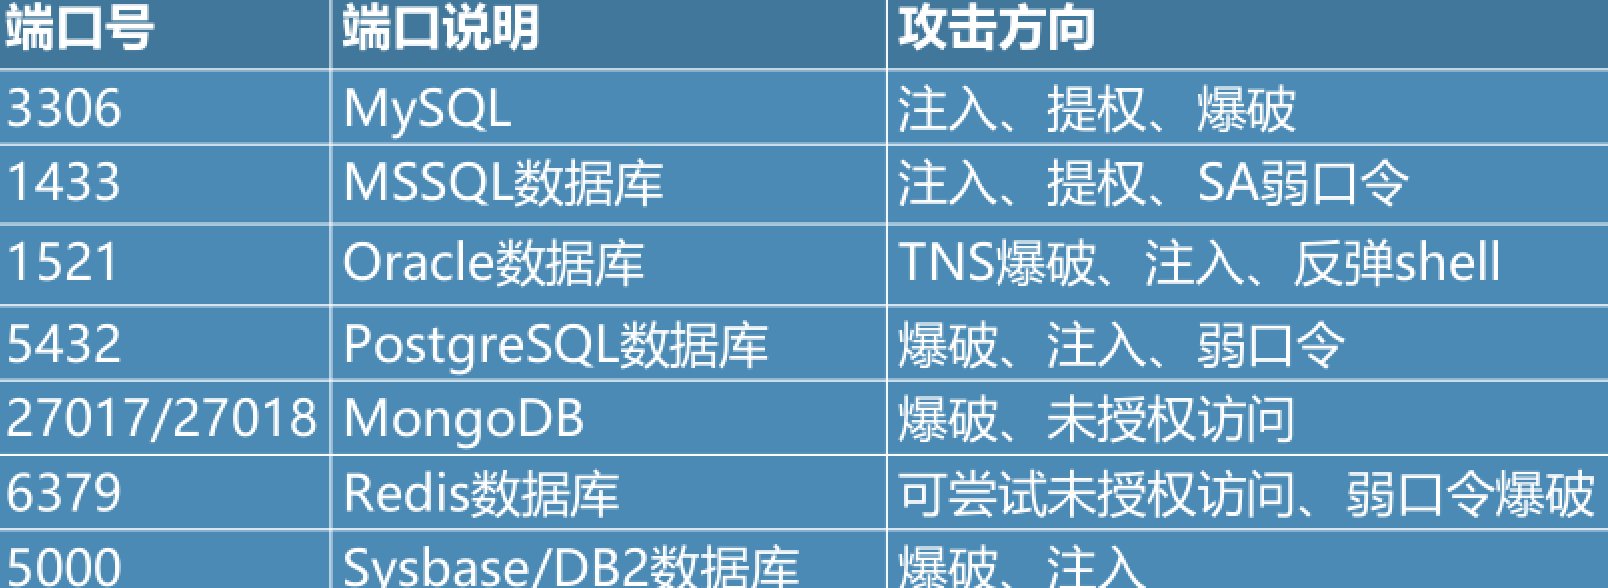 端口号 端口说明 攻击方向
3306 MySQL 注入、提权、爆破
1433 MSSQL数据库 注入、提权、SA弱口令
1521 Oracle数据库 TNS爆破、注入、反弹shell
5432 PostgreSQL数据库 爆破、注入、弱口令
27017/27018 MongoDB 爆破、未授权访问
6379 Redis数据库 可尝试未授权访问、弱口令爆破
5000 Sysbase/DB2数据库 爆破、注入